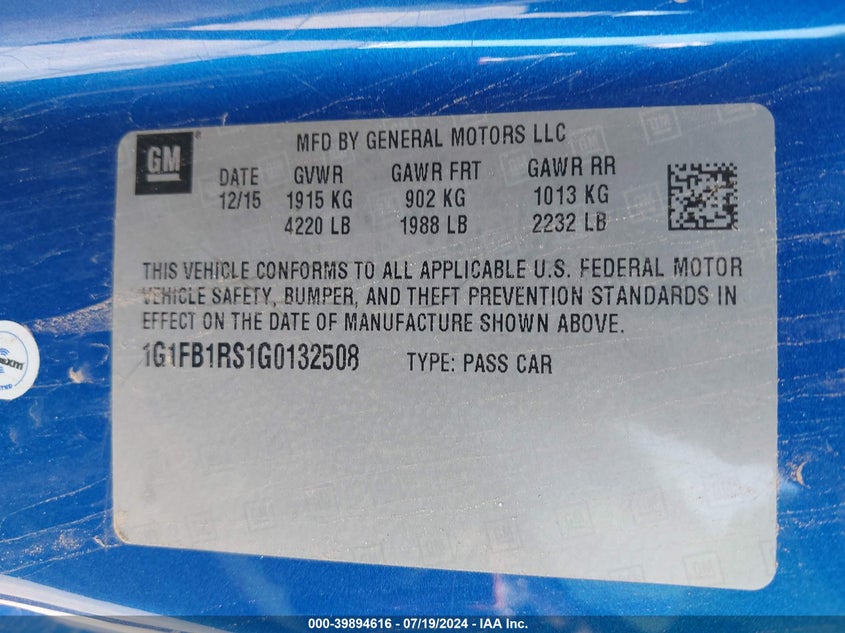 GM
MFD BY GENERAL MOTORS LLC
DATE GVWR GAWR FRT GAWR RR
12/15 1915 KG 902 KG 1013 KG
4220 LB 1988 LB 2232 LB
THIS VEHICLE CONFORMS TO ALL APPLICABLE U.S. FEDERAL MOTOR
VEHICLE SAFETY, BUMPER, AND THEFT PREVENTION STANDARDS IN
EFFECT ON THE DATE OF MANUFACTURE SHOWN ABOVE.
1G1FB1RS1G0132508 TYPE: PASS CAR
000-39894616 / 07/19/2024 - IAA Inc.